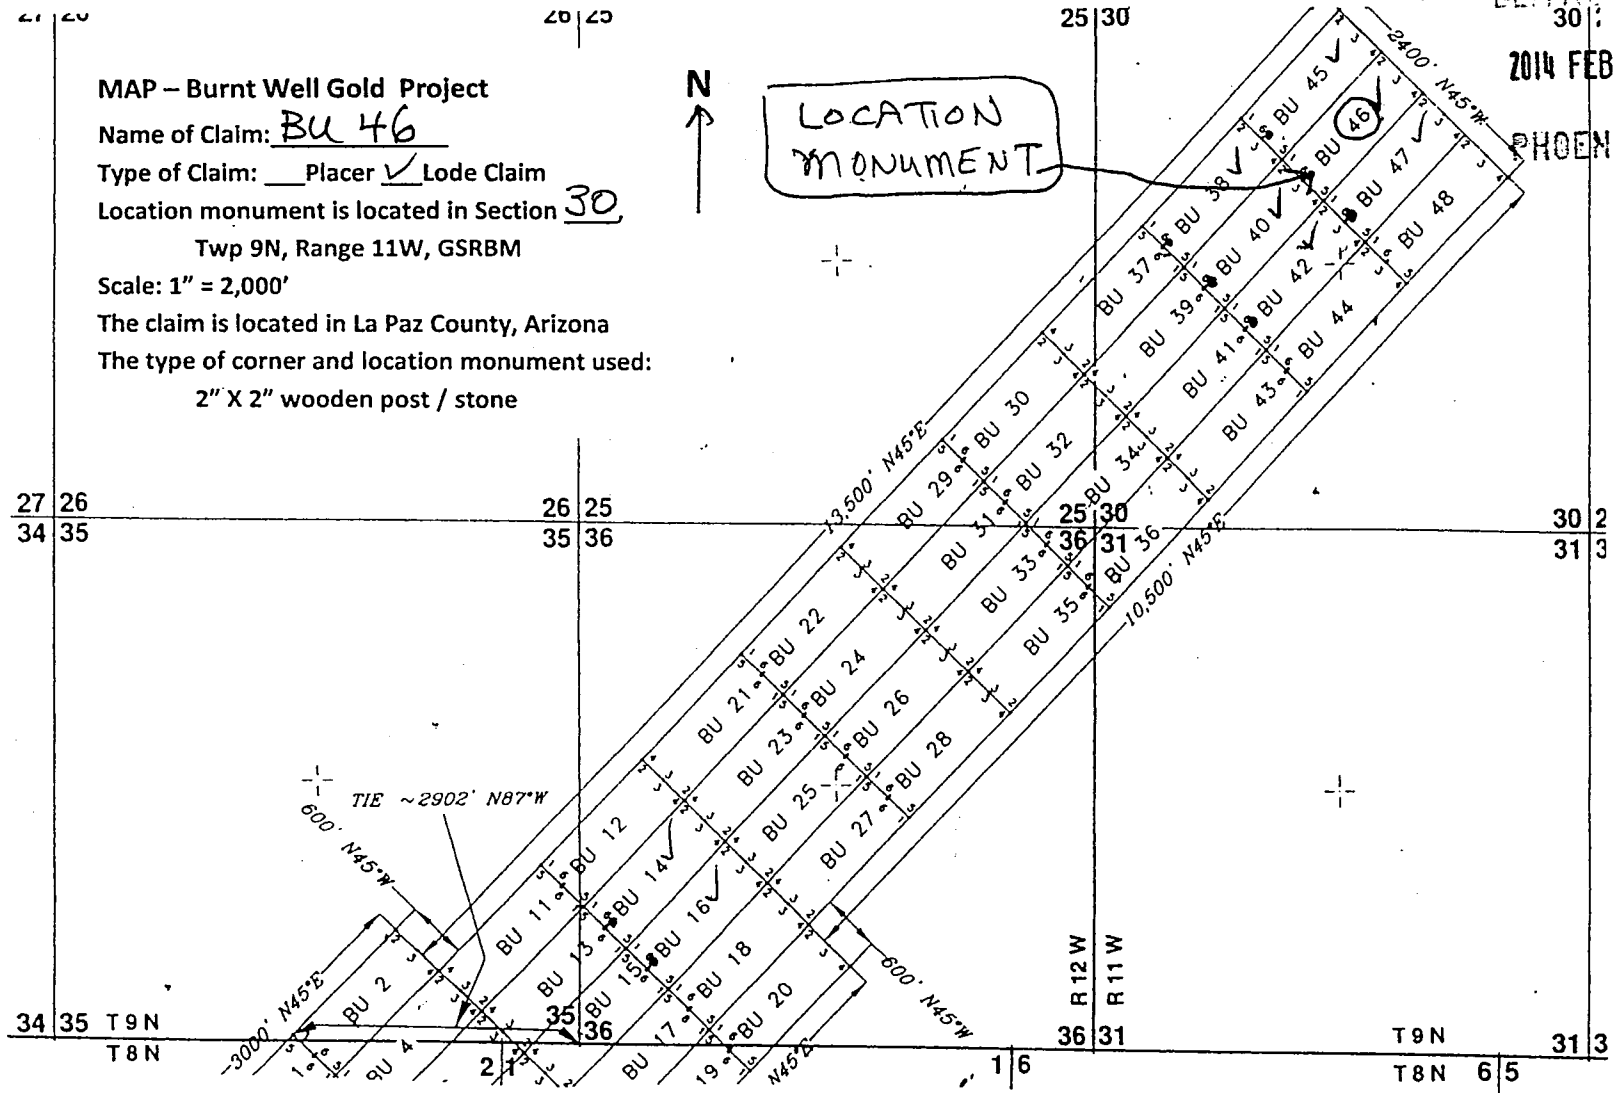 26 25
25 30
30
2014 FEB
PHOEN
MAP – Burnt Well Gold Project
Name of Claim: BU 46
Type of Claim: ___Placer ✓ Lode Claim
Location monument is located in Section 30,
Twp 9N, Range 11W, GSRBM
Scale: 1" = 2,000'
The claim is located in La Paz County, Arizona
The type of corner and location monument used:
2" X 2" wooden post / stone
N
LOCATION
MONUMENT
2400' N45°W
BU 45
BU 46
BU 47
BU 48
BU 38
BU 40
BU 42
BU 44
BU 37
BU 39
BU 41
BU 43
BU 30
BU 32
BU 34
BU 36
BU 29
BU 31
BU 33
BU 35
13,500' N45°E
10,500' N45°E
27 26
34 35
26 25
35 36
25 30
36 31
30 2
31 3
BU 22
BU 24
BU 26
BU 28
BU 21
BU 23
BU 25
BU 27
TIE ~2902' N87°W
600' N45°W
BU 12
BU 14
BU 16
BU 18
BU 20
BU 11
BU 13
BU 15
BU 17
19
BU 2
BU 4
3000' N45°E
600' N45°W
N45°E
R12W
R11W
34 35 T9N
T8N
35
36
2 1
36 31
1 6
T9N
T8N
31 3
6 5